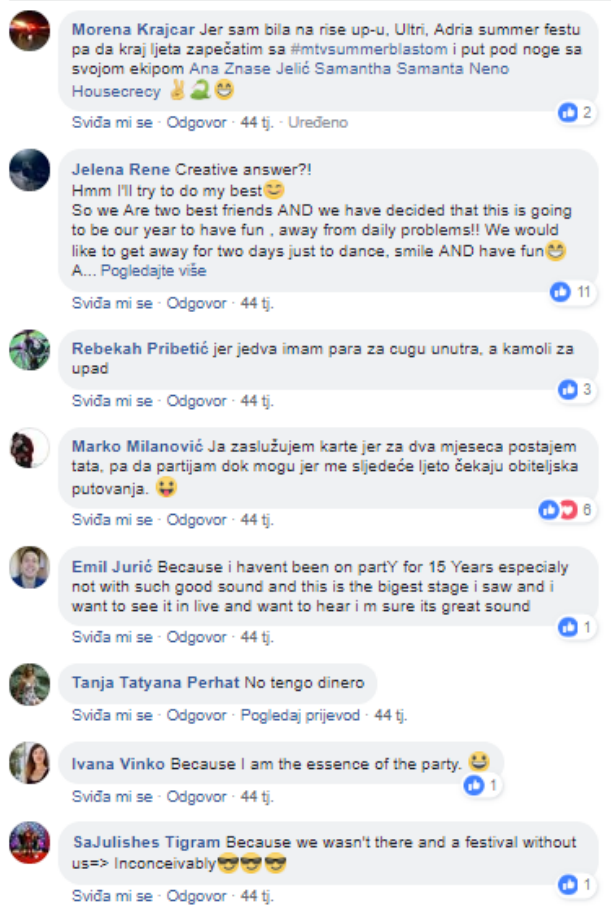 Morena Krajcar Jer sam bila na rise up-u, Ultri, Adria summer festu
pa da kraj ljeta zapečatim sa #mtvsummerblastom i put pod noge sa
svojom ekipom Ana Znase Jelić Samantha Samanta Neno
Housecrecy ✌️🤦😁
2
Sviđa mi se · Odgovor · 44 tj. · Uređeno
Jelena Rene Creative answer?!
Hmm I'll try to do my best😊
So we Are two best friends AND we have decided that this is going
to be our year to have fun , away from daily problems!! We would
like to get away for two days just to dance, smile AND have fun😁
A... Pogledajte više
11
Sviđa mi se · Odgovor · 44 tj.
Rebekah Pribetić jer jedva imam para za cugu unutra, a kamoli za
upad
3
Sviđa mi se · Odgovor · 44 tj.
Marko Milanović Ja zaslužujem karte jer za dva mjeseca postajem
tata, pa da partijam dok mogu jer me sljedeće ljeto čekaju obiteljska
putovanja. 😛
8
Sviđa mi se · Odgovor · 44 tj.
Emil Jurić Because i havent been on partY for 15 Years especialy
not with such good sound and this is the bigest stage i saw and i
want to see it in live and want to hear i m sure its great sound
1
Sviđa mi se · Odgovor · 44 tj.
Tanja Tatyana Perhat No tengo dinero
Sviđa mi se · Odgovor · Pogledaj prijevod · 44 tj.
Ivana Vinko Because I am the essence of the party. 😃
1
Sviđa mi se · Odgovor · 44 tj.
SaJulishes Tigram Because we wasn't there and a festival without
us=> Inconceivably😎😎😎
1
Sviđa mi se · Odgovor · 44 tj.